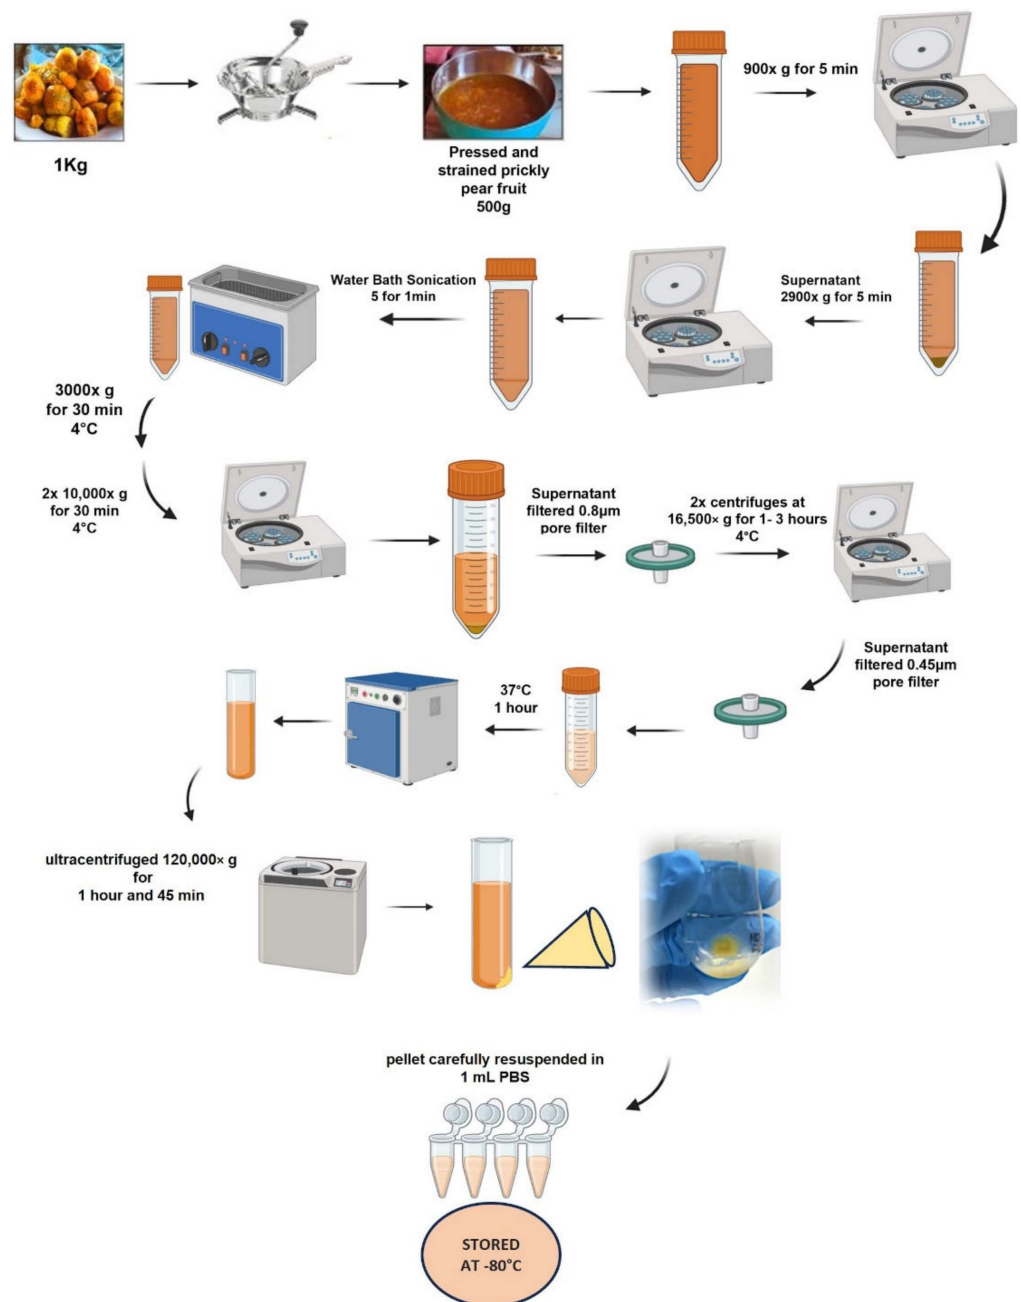 1Kg
Pressed and
strained prickly
pear fruit
500g
900x g for 5 min
Supernatant
2900x g for 5 min
Water Bath Sonication
5 for 1min
3000x g
for 30 min
4°C
2x 10,000x g
for 30 min
4°C
Supernatant
filtered 0.8µm
pore filter
2x centrifuges at
16,500× g for 1- 3 hours
4°C
Supernatant
filtered 0.45µm
pore filter
37°C
1 hour
ultracentrifuged 120,000× g
for
1 hour and 45 min
pellet carefully resuspended in
1 mL PBS
STORED
AT -80°C